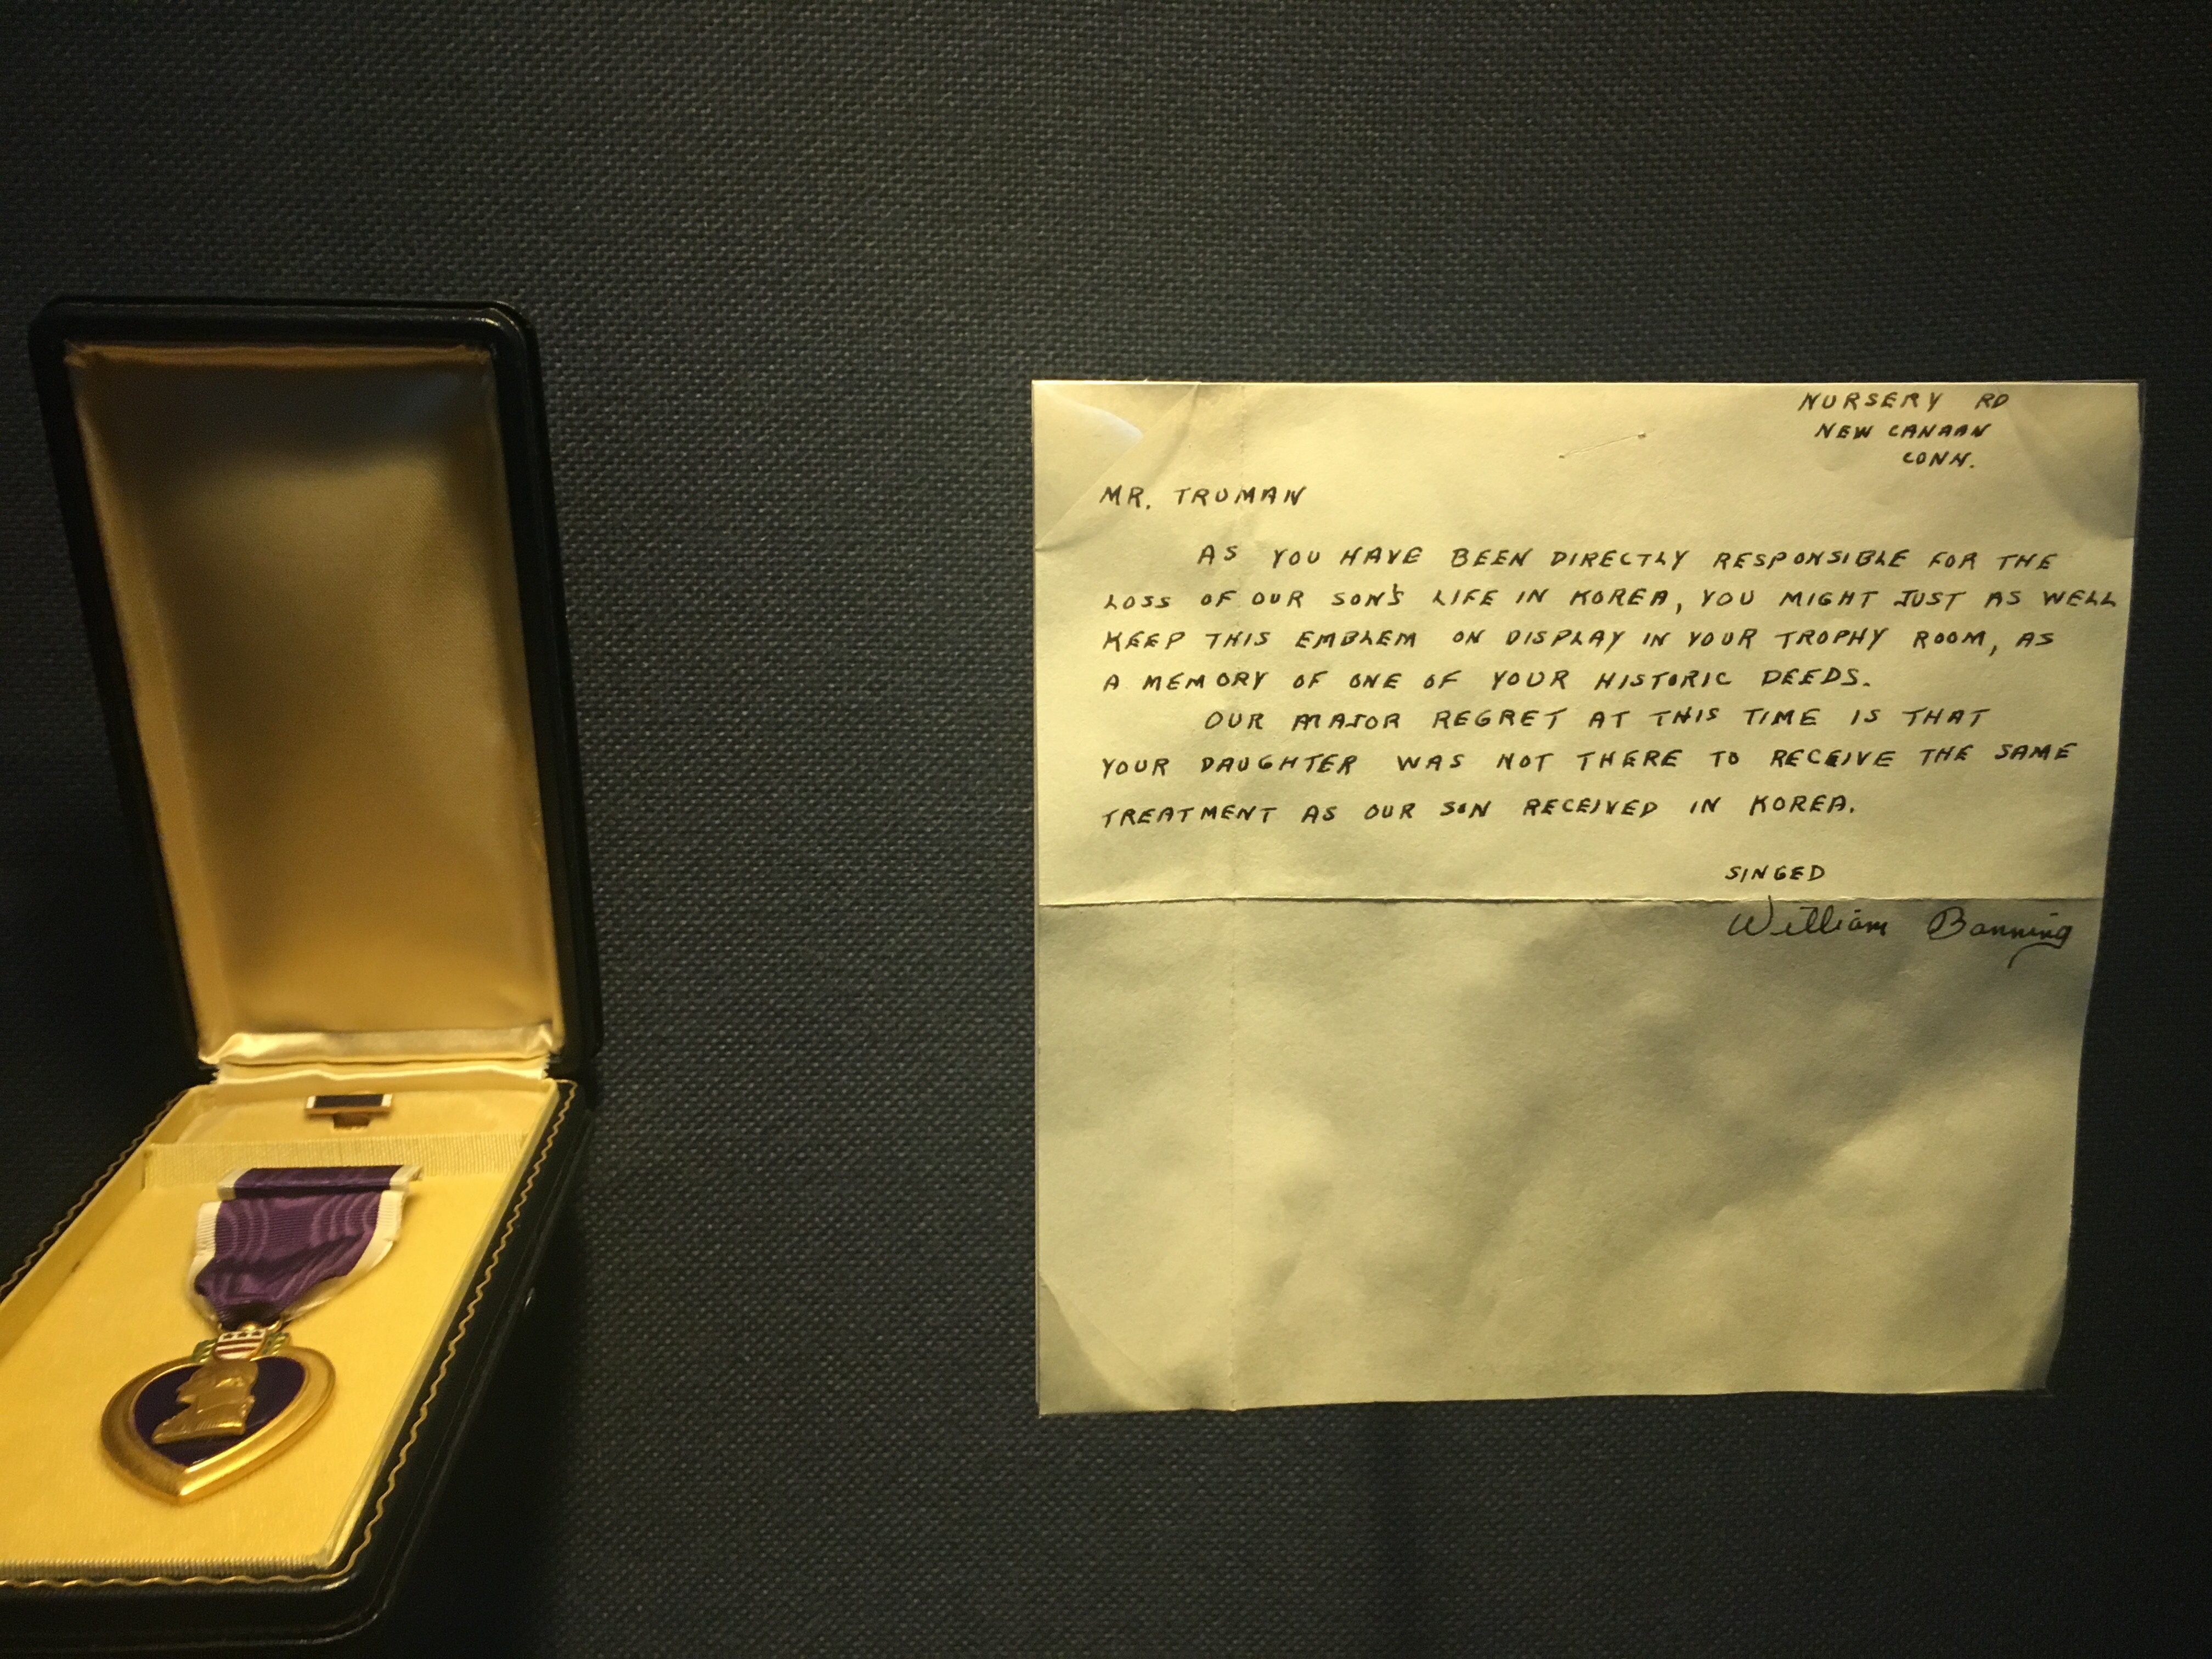 NURSERY RD
NEW CANAAN
CONN.
MR. TRUMAN
AS YOU HAVE BEEN DIRECTLY RESPONSIBLE FOR THE
LOSS OF OUR SON'S LIFE IN KOREA, YOU MIGHT JUST AS WELL
KEEP THIS EMBLEM ON DISPLAY IN YOUR TROPHY ROOM, AS
A MEMORY OF ONE OF YOUR HISTORIC DEEDS.
OUR MAJOR REGRET AT THIS TIME IS THAT
YOUR DAUGHTER WAS NOT THERE TO RECEIVE THE SAME
TREATMENT AS OUR SON RECEIVED IN KOREA.
SINGED
William Banning